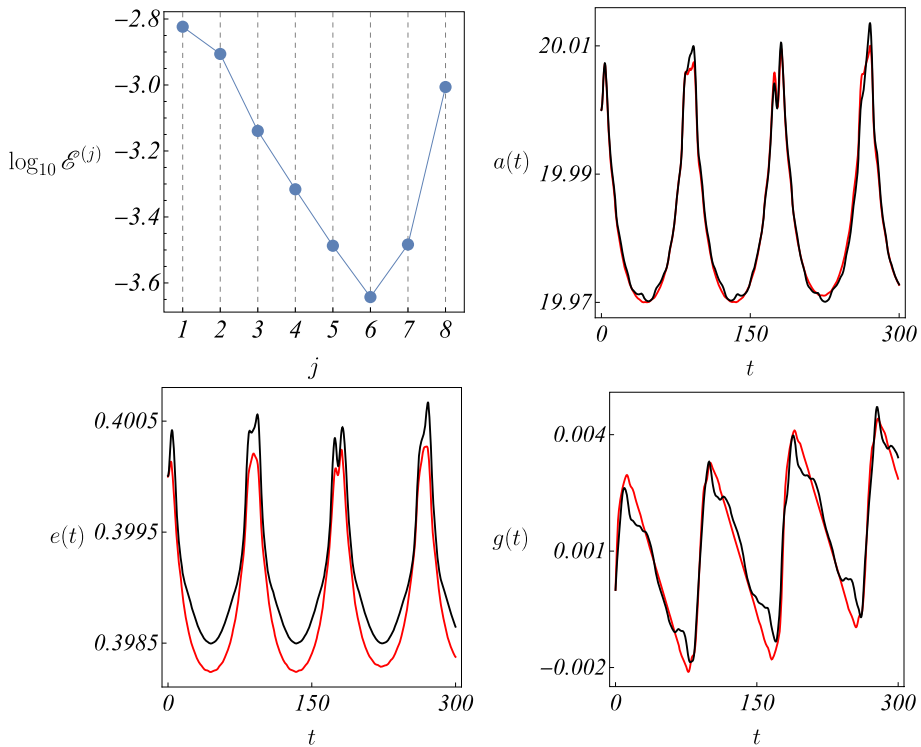 −2.8
−3.0
−3.2
−3.4
−3.6
log₁₀ ℰ⁽ʲ⁾
1 2 3 4 5 6 7 8
j
20.01
19.99
19.97
a(t)
0 150 300
t
0.4005
0.3995
0.3985
e(t)
0 150 300
t
0.004
0.001
−0.002
g(t)
0 150 300
t